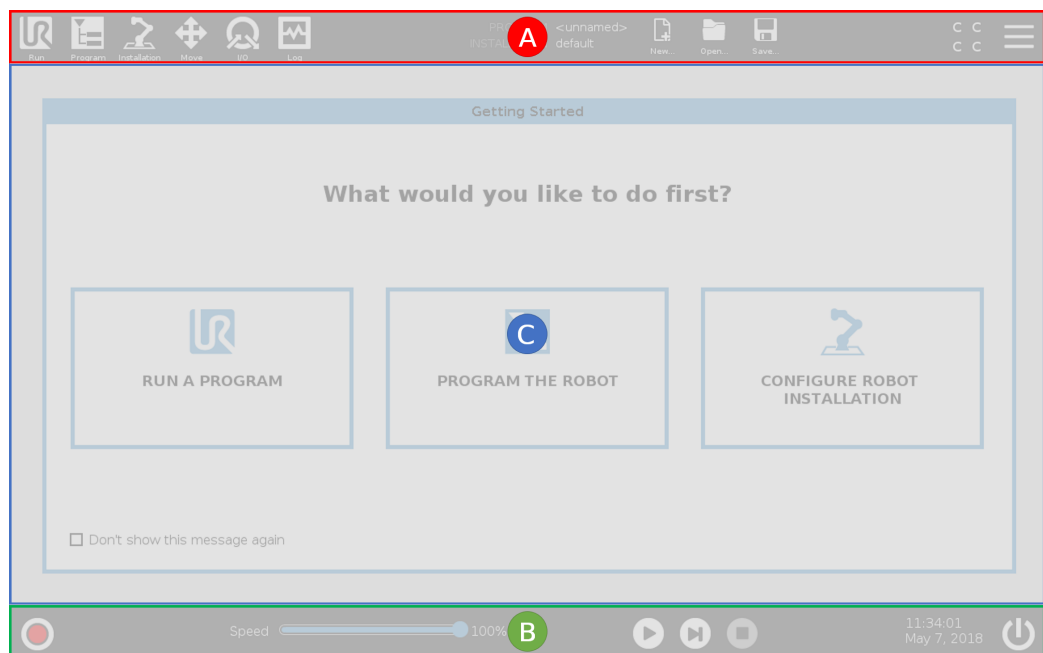 Run Program Installation Move I/O Log
<unnamed>
default
New... Open... Save...
A
C C
C C
Getting Started
What would you like to do first?
C
RUN A PROGRAM
PROGRAM THE ROBOT
CONFIGURE ROBOT
INSTALLATION
Don't show this message again
Speed 100%
B
11:34:01
May 7, 2018